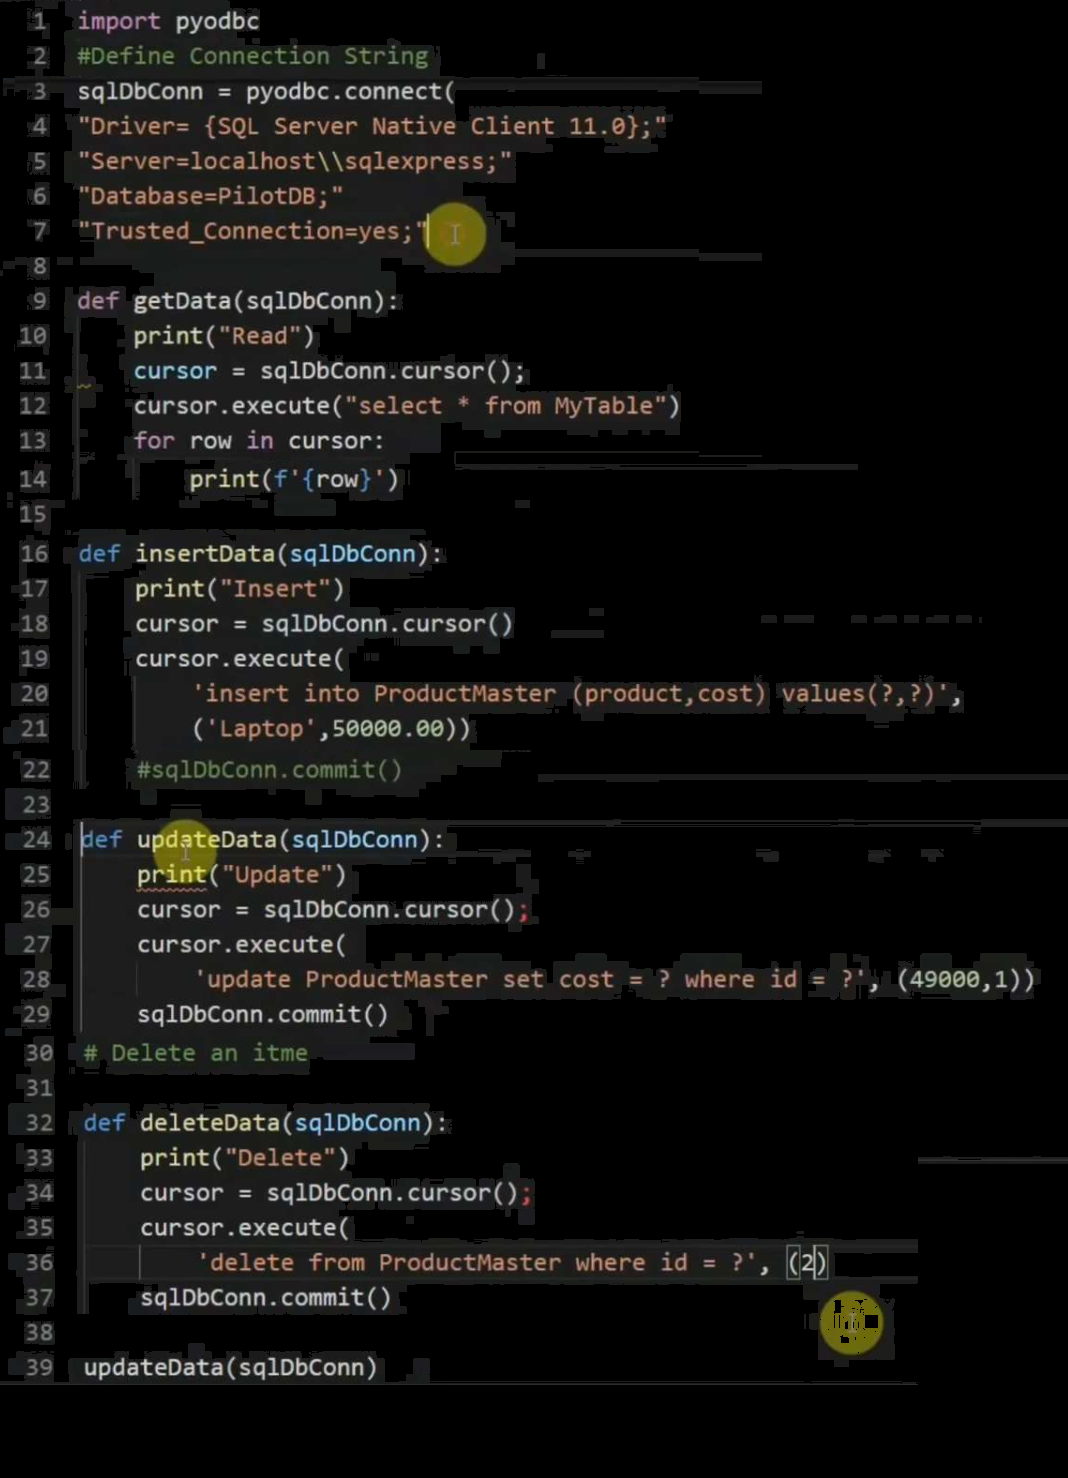 1 import pyodbc
2 #Define Connection String
3 sqlDbConn = pyodbc.connect(
4 "Driver= {SQL Server Native Client 11.0};"
5 "Server=localhost\\sqlexpress;"
6 "Database=PilotDB;"
7 "Trusted_Connection=yes;"
8
9 def getData(sqlDbConn):
10     print("Read")
11     cursor = sqlDbConn.cursor();
12     cursor.execute("select * from MyTable")
13     for row in cursor:
14         print(f'{row}')
15
16 def insertData(sqlDbConn):
17     print("Insert")
18     cursor = sqlDbConn.cursor()
19     cursor.execute(
20         'insert into ProductMaster (product,cost) values(?,?)',
21         ('Laptop',50000.00))
22     #sqlDbConn.commit()
23
24 def updateData(sqlDbConn):
25     print("Update")
26     cursor = sqlDbConn.cursor();
27     cursor.execute(
28         'update ProductMaster set cost = ? where id = ?', (49000,1))
29     sqlDbConn.commit()
30 # Delete an itme
31
32 def deleteData(sqlDbConn):
33     print("Delete")
34     cursor = sqlDbConn.cursor();
35     cursor.execute(
36         'delete from ProductMaster where id = ?', (2)
37     sqlDbConn.commit()
38
39 updateData(sqlDbConn)